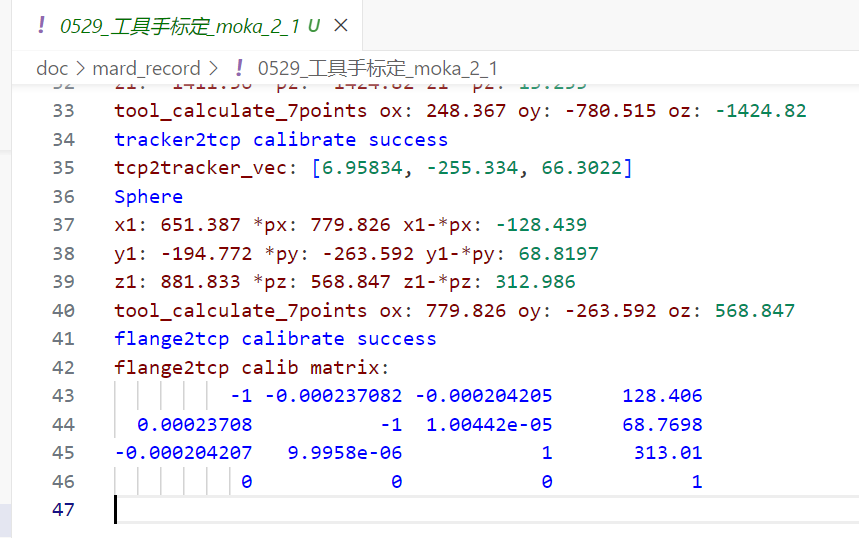 ! 0529_工具手标定_moka_2_1 U ×
doc > mard_record > ! 0529_工具手标定_moka_2_1
33 tool_calculate_7points ox: 248.367 oy: -780.515 oz: -1424.82
34 tracker2tcp calibrate success
35 tcp2tracker_vec: [6.95834, -255.334, 66.3022]
36 Sphere
37 x1: 651.387 *px: 779.826 x1-*px: -128.439
38 y1: -194.772 *py: -263.592 y1-*py: 68.8197
39 z1: 881.833 *pz: 568.847 z1-*pz: 312.986
40 tool_calculate_7points ox: 779.826 oy: -263.592 oz: 568.847
41 flange2tcp calibrate success
42 flange2tcp calib matrix:
43 -1 -0.000237082 -0.000204205 128.406
44 0.00023708 -1 1.00442e-05 68.7698
45 -0.000204207 9.9958e-06 1 313.01
46 0 0 0 1
47